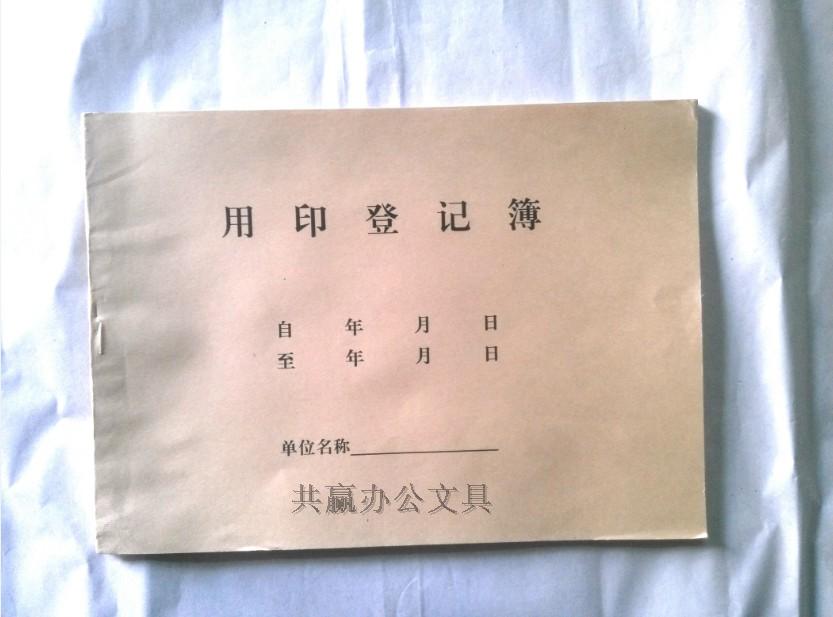 用印登记簿
自 年 月 日
至 年 月 日
单位名称
共赢办公文具